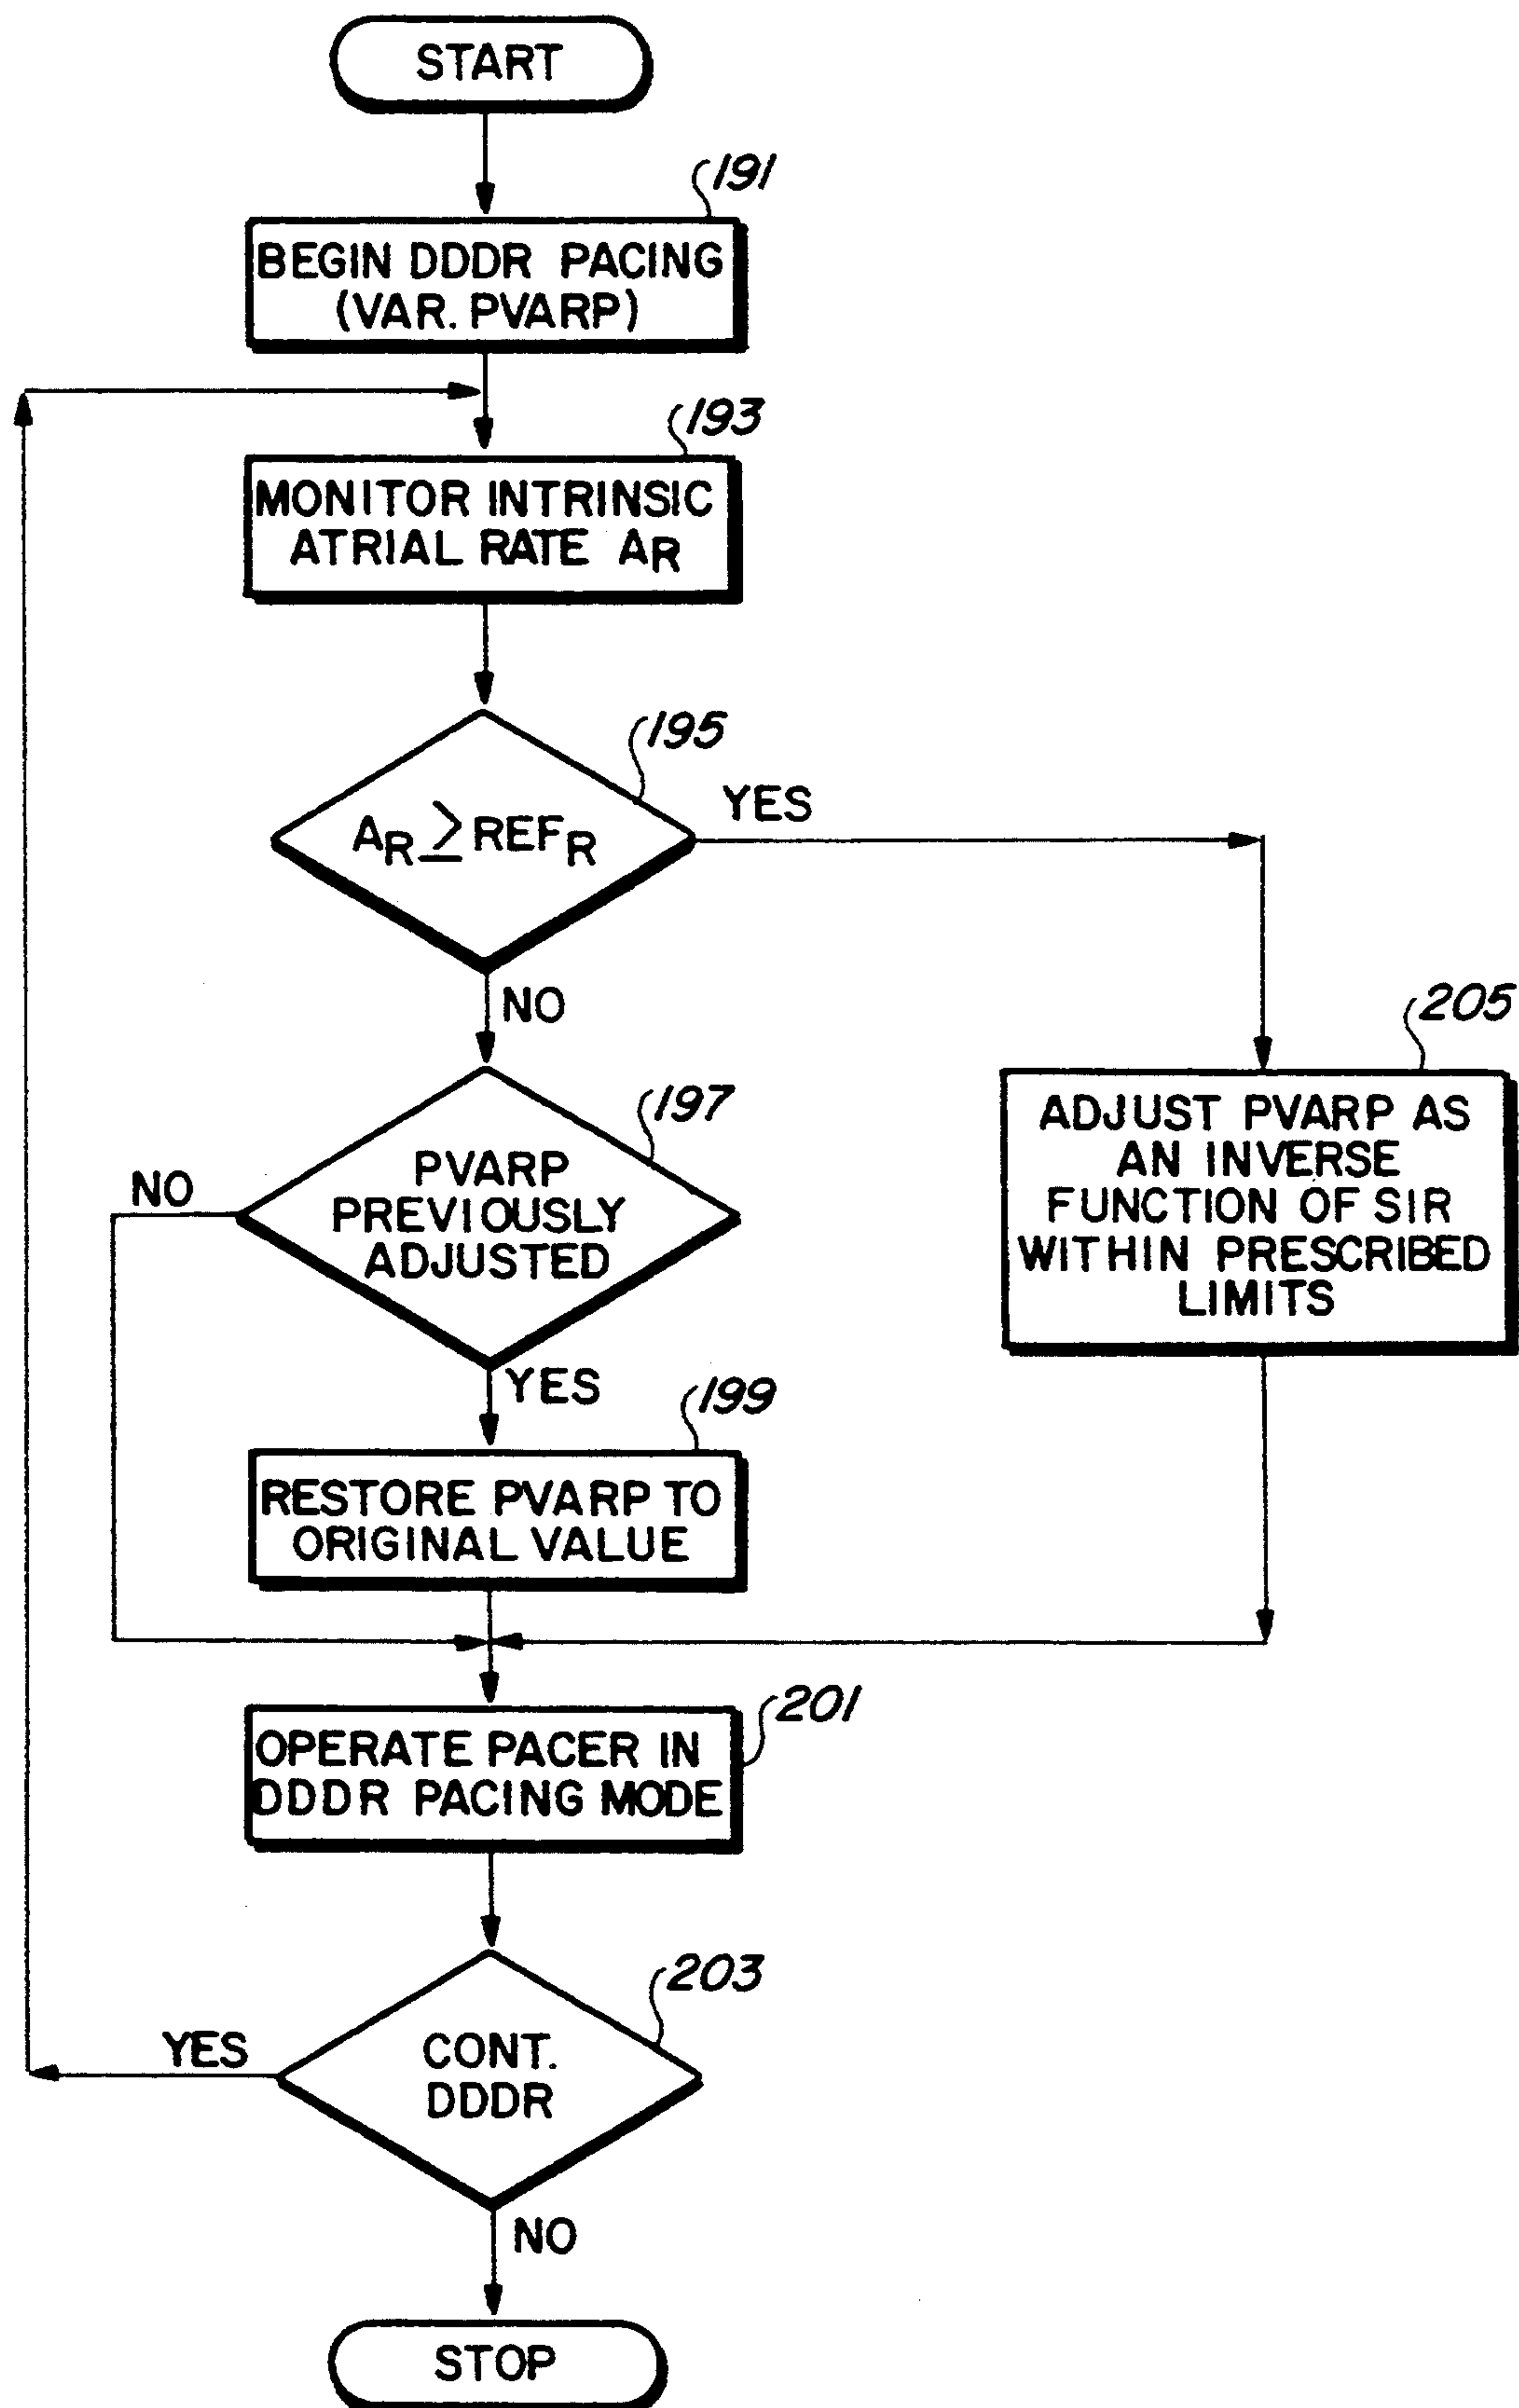 START
191
BEGIN DDDR PACING
(VAR. PVARP)
193
MONITOR INTRINSIC
ATRIAL RATE AR
195
AR ≥ REFR
YES
NO
197
PVARP
PREVIOUSLY
ADJUSTED
NO
YES
205
ADJUST PVARP AS
AN INVERSE
FUNCTION OF SIR
WITHIN PRESCRIBED
LIMITS
199
RESTORE PVARP TO
ORIGINAL VALUE
201
OPERATE PACER IN
DDDR PACING MODE
203
CONT.
DDDR
YES
NO
STOP